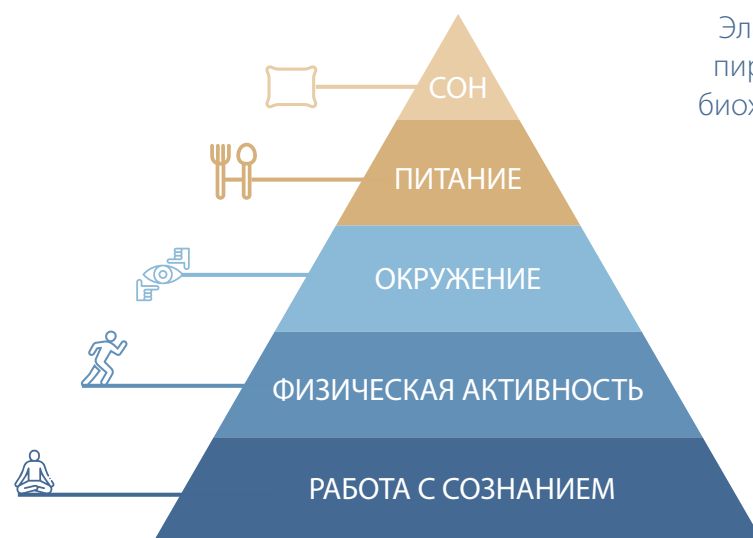 СОН
ПИТАНИЕ
ОКРУЖЕНИЕ
ФИЗИЧЕСКАЯ АКТИВНОСТЬ
РАБОТА С СОЗНАНИЕМ